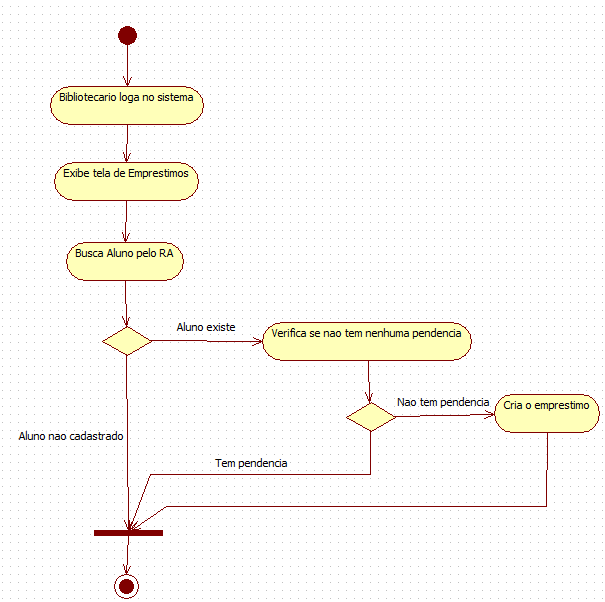 Bibliotecario loga no sistema
Exibe tela de Emprestimos
Busca Aluno pelo RA
Aluno existe
Verifica se nao tem nenhuma pendencia
Nao tem pendencia
Cria o emprestimo
Aluno nao cadastrado
Tem pendencia